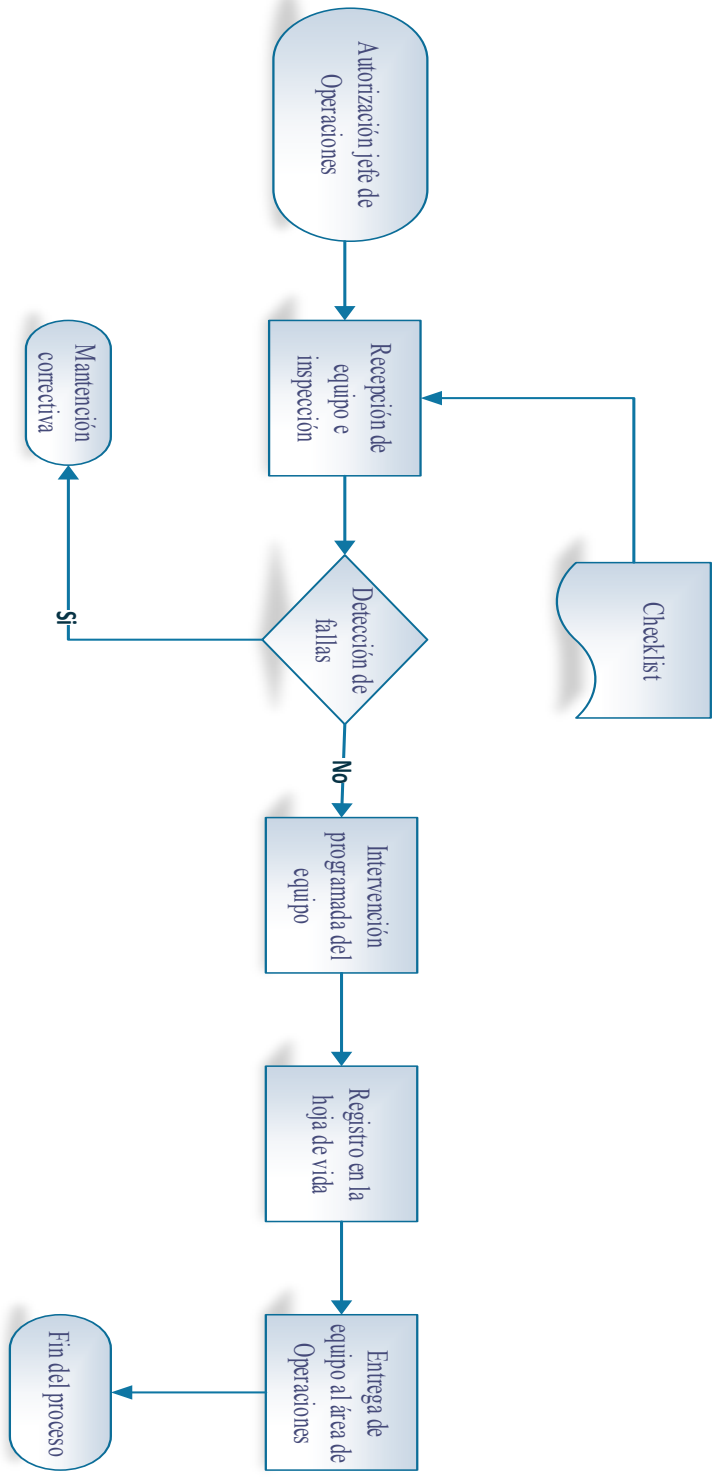 Checklist
Autorización jefe de
Operaciones
Recepción de
equipo e
inspección
Detección de
fallas
No
Intervención
programada del
equipo
Registro en la
hoja de vida
Entrega de
equipo al área de
Operaciones
Si
Mantención
correctiva
Fin del proceso